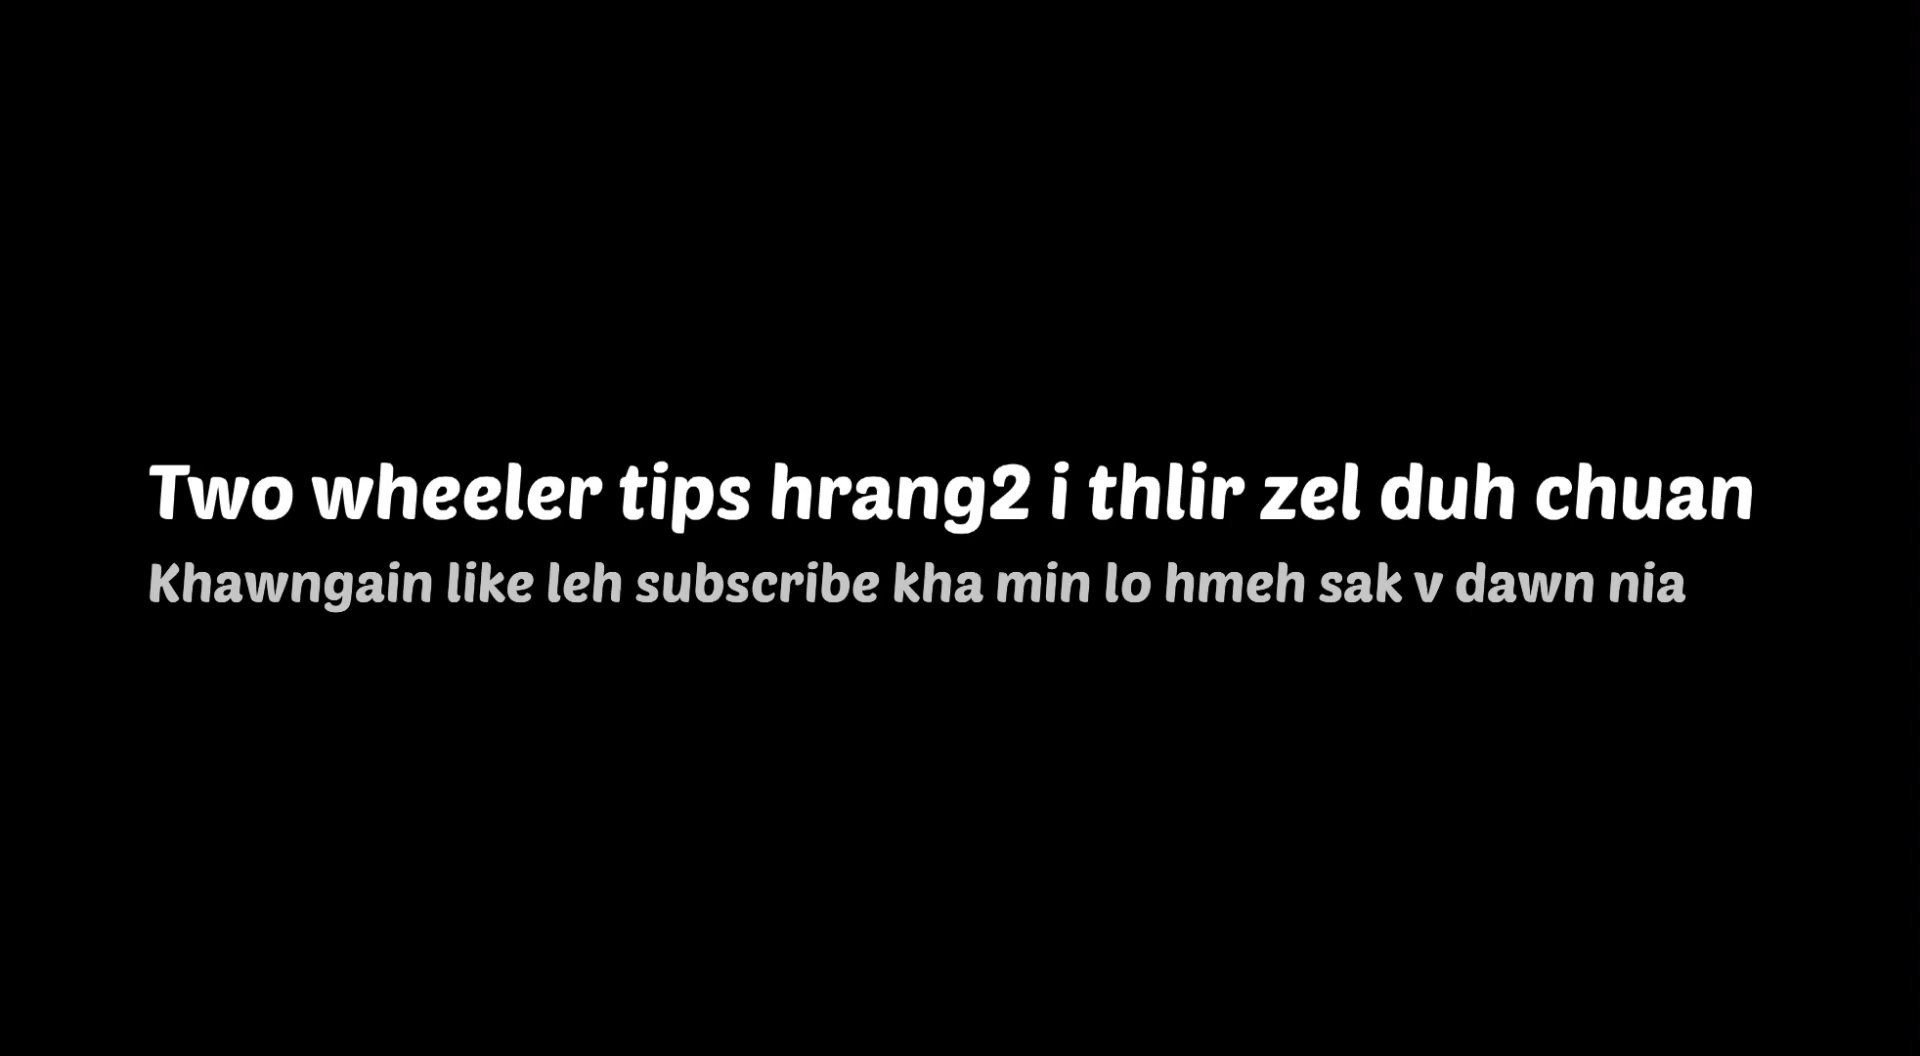 Two wheeler tips hrang2 i thlir zel duh chuan
Khawngain like leh subscribe kha min lo hmeh sak v dawn nia